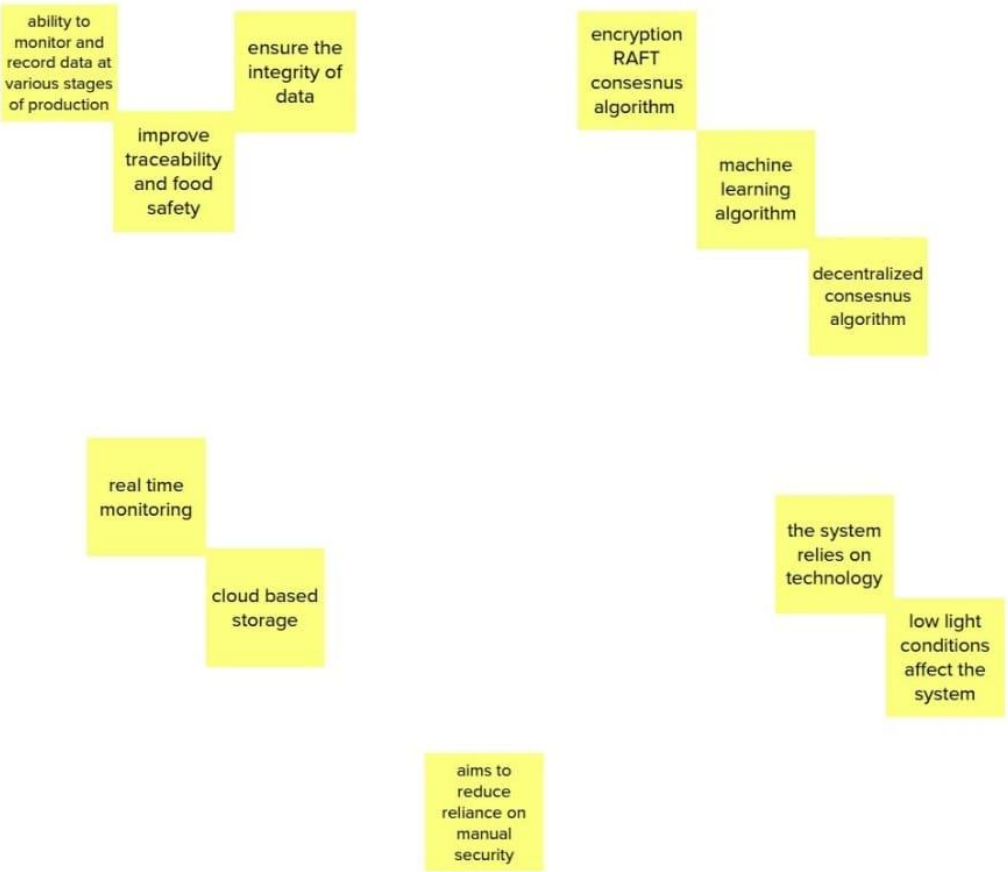 ability to
monitor and
record data at
various stages
of production
ensure the
integrity of
data
improve
traceability
and food
safety
encryption
RAFT
consesnus
algorithm
machine
learning
algorithm
decentralized
consesnus
algorithm
real time
monitoring
cloud based
storage
the system
relies on
technology
low light
conditions
affect the
system
aims to
reduce
reliance on
manual
security